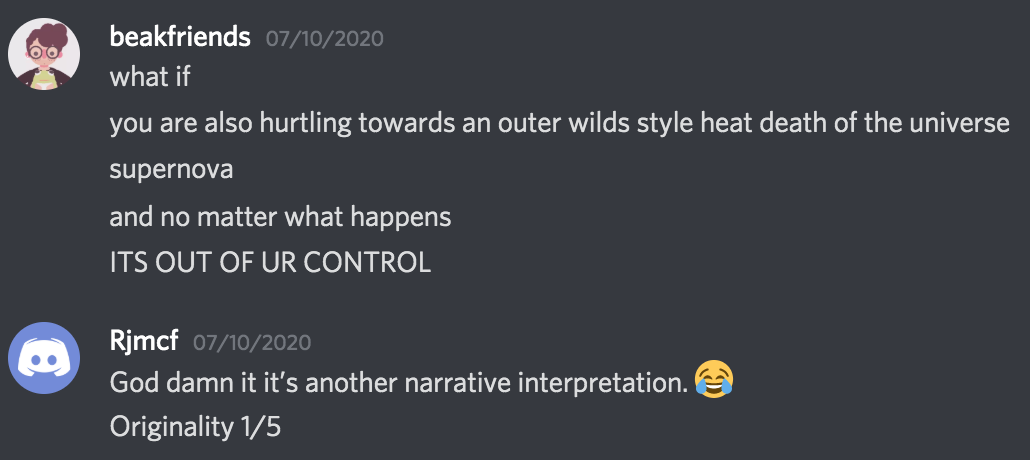 beakfriends 07/10/2020
what if
you are also hurtling towards an outer wilds style heat death of the universe
supernova
and no matter what happens
ITS OUT OF UR CONTROL
Rjmcf 07/10/2020
God damn it it's another narrative interpretation. 😂
Originality 1/5